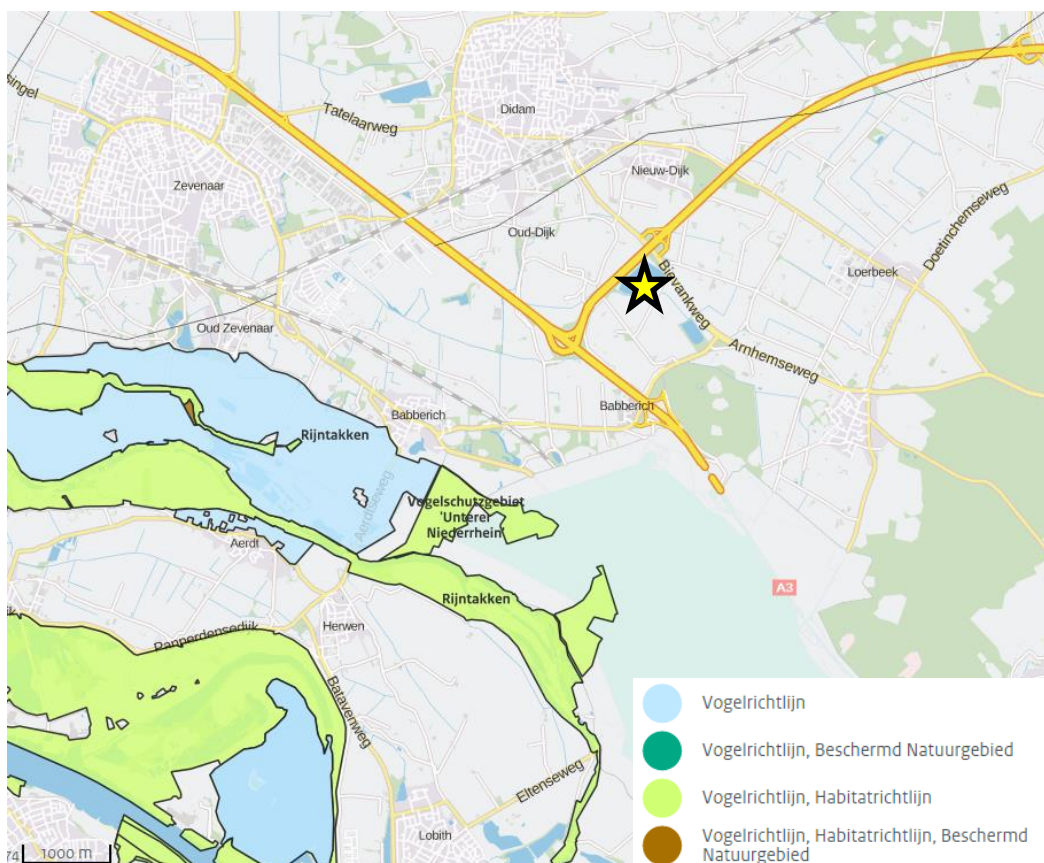 Didam
Tatelaarweg
singel
Nieuw-Dijk
Zevenaar
Doetinchemseweg
Oud-Dijk
Loerbeek
Bievankweg
Oud Zevenaar
Arnhemseweg
Babberich
Babberich
Rijntakken
Aerdtseweg
Vogelschutzgebiet
'Unterer
Niederrhein
Aerdt
A3
Rijntakken
Herwen
Pannerdensedijk
Batavenweg
Vogelrichtlijn
Vogelrichtlijn, Beschermd Natuurgebied
Eltenseweg
Vogelrichtlijn, Habitatrichtlijn
Lobith
Vogelrichtlijn, Habitatrichtlijn, Beschermd
Natuurgebied
74
1000 m